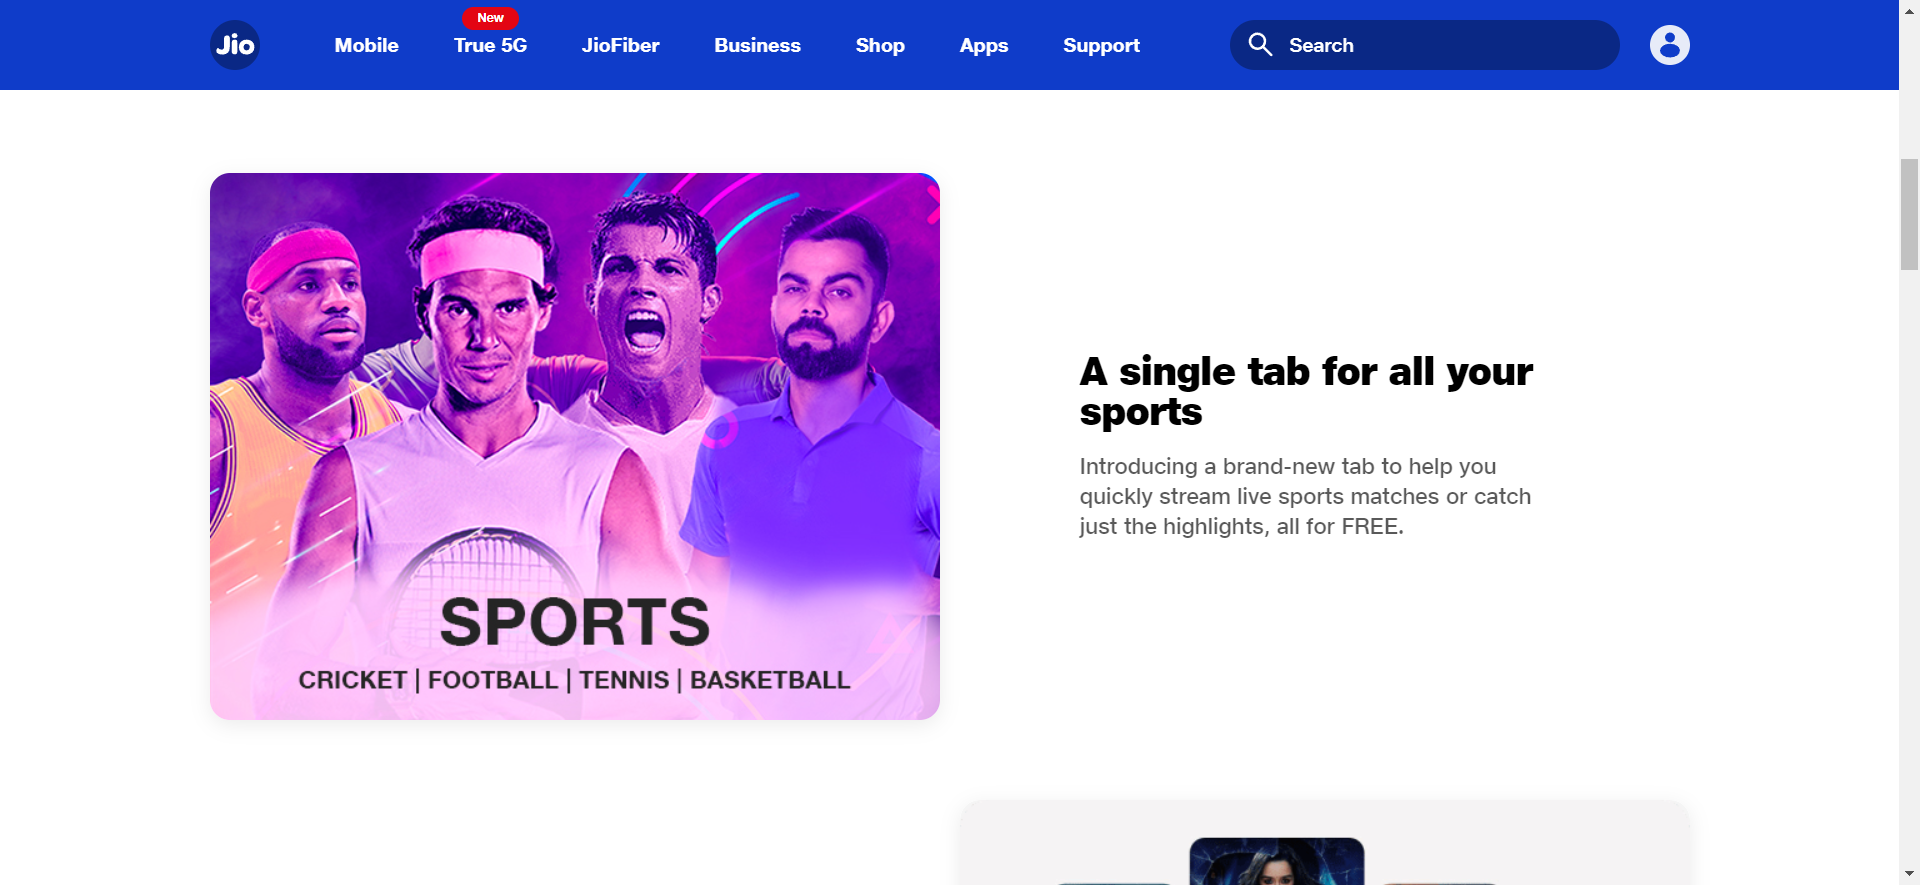 New
Jio
Mobile
True 5G
JioFiber
Business
Shop
Apps
Support
Search
SPORTS
CRICKET | FOOTBALL | TENNIS | BASKETBALL
A single tab for all your
sports
Introducing a brand-new tab to help you
quickly stream live sports matches or catch
just the highlights, all for FREE.